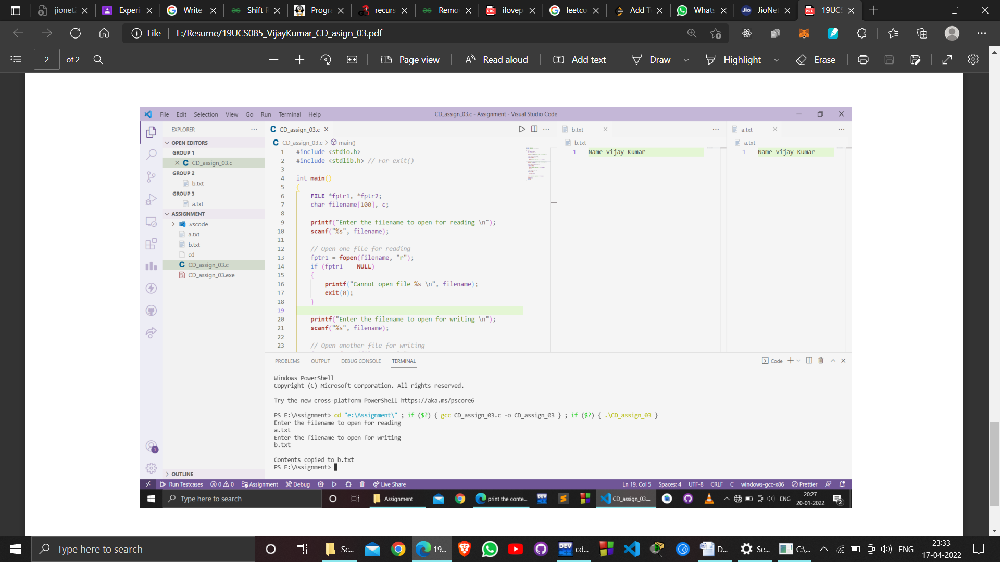 jionet
Experi
Write
Shift
Progra
recurs
Remo
ilovep
leetco
Add T
Whats
JioNe
19UCS
File E:/Resume/19UCS085_VijayKumar_CD_asign_03.pdf
2 of 2 Page view Read aloud Add text Draw Highlight Erase
File Edit Selection View Go Run Terminal Help CD_assign_03.c - Assignment - Visual Studio Code
EXPLORER
OPEN EDITORS
GROUP 1
CD_assign_03.c
GROUP 2
b.txt
GROUP 3
a.txt
ASSIGNMENT
.vscode
a.txt
b.txt
cd
CD_assign_03.c
CD_assign_03.exe
OUTLINE
CD_assign_03.c
CD_assign_03.c > main()
1 #include <stdio.h>
2 #include <stdlib.h> // For exit()
3
4 int main()
5 {
6 FILE *fptr1, *fptr2;
7 char filename[100], c;
8
9 printf("Enter the filename to open for reading \n");
10 scanf("%s", filename);
11
12 // Open one file for reading
13 fptr1 = fopen(filename, "r");
14 if (fptr1 == NULL)
15 {
16 printf("Cannot open file %s \n", filename);
17 exit(0);
18 }
19
20 printf("Enter the filename to open for writing \n");
21 scanf("%s", filename);
22
23 // Open another file for writing
b.txt
b.txt
1 Name vijay Kumar
a.txt
a.txt
1 Name vijay Kumar
PROBLEMS OUTPUT DEBUG CONSOLE TERMINAL Code
Windows PowerShell
Copyright (C) Microsoft Corporation. All rights reserved.
Try the new cross-platform PowerShell https://aka.ms/pscore6
PS E:\Assignment> cd "e:\Assignment\" ; if ($?) { gcc CD_assign_03.c -o CD_assign_03 } ; if ($?) { .\CD_assign_03 }
Enter the filename to open for reading
a.txt
Enter the filename to open for writing
b.txt
Contents copied to b.txt
PS E:\Assignment>
Run Testcases 0 0 Assignment Debug Live Share Ln 19, Col 5 Spaces: 4 UTF-8 CRLF C windows-gcc-x86 Prettier
Type here to search Assignment print the conte... CD_assign_03.... ENG
20:27
20-01-2022
2
Type here to search Sc... 19... cd... D... Se... C:\... ENG
23:33
17-04-2022